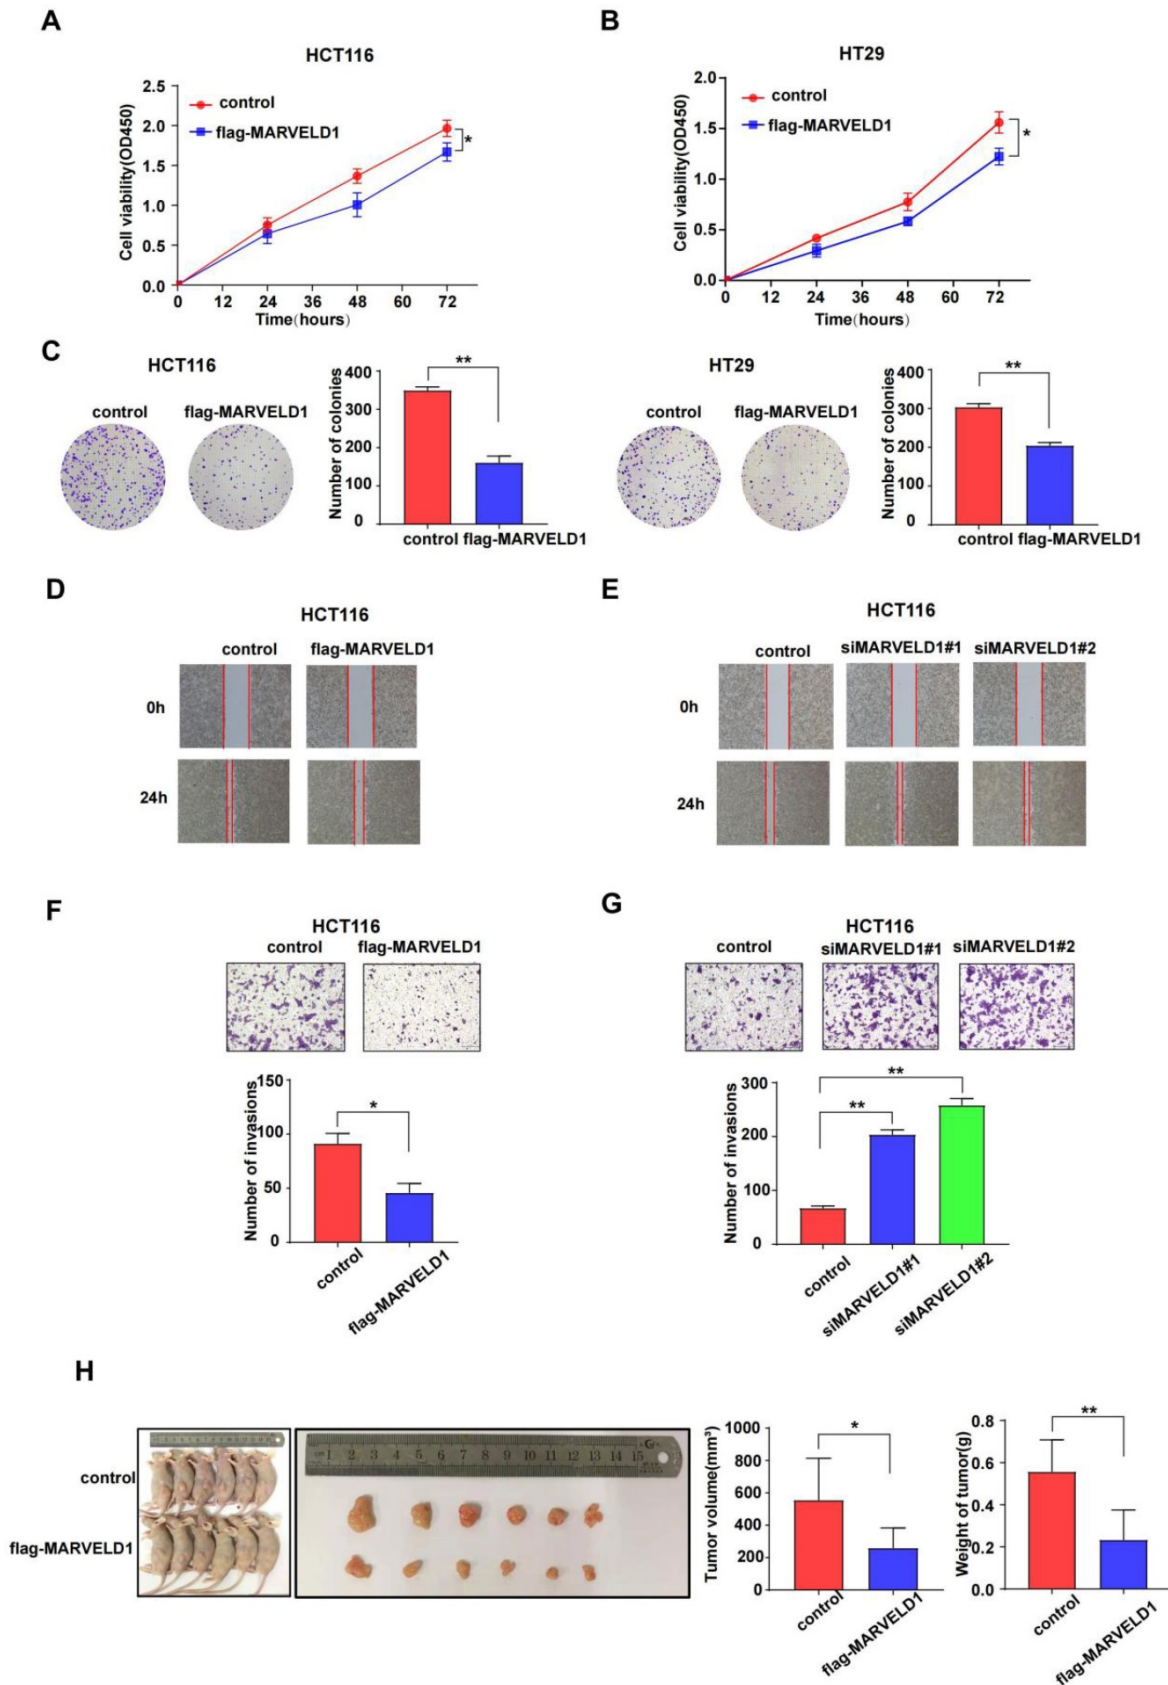 A
HCT116
Cell viability(OD450)
2.5
2.0
1.5
1.0
0.5
0.0
control
flag-MARVELD1
*
0 12 24 36 48 60 72
Time(hours)
B
HT29
Cell viability(OD450)
2.0
1.5
1.0
0.5
0.0
control
flag-MARVELD1
*
0 12 24 36 48 60 72
Time(hours)
C
HCT116
control flag-MARVELD1
Number of colonies
400
300
200
100
0
**
control flag-MARVELD1
HT29
control flag-MARVELD1
Number of colonies
400
300
200
100
0
**
control flag-MARVELD1
D
HCT116
control flag-MARVELD1
0h
24h
E
HCT116
control siMARVELD1#1 siMARVELD1#2
0h
24h
F
HCT116
control flag-MARVELD1
Number of invasions
150
100
50
0
*
control
flag-MARVELD1
G
HCT116
control siMARVELD1#1 siMARVELD1#2
Number of invasions
300
200
100
0
**
**
control
siMARVELD1#1
siMARVELD1#2
H
control
flag-MARVELD1
cm 1 2 3 4 5 6 7 8 9 10 11 12 13 14 15
Tumor volume(mm³)
1000
800
600
400
200
0
*
control
flag-MARVELD1
Weight of tumor(g)
0.8
0.6
0.4
0.2
0.0
**
control
flag-MARVELD1